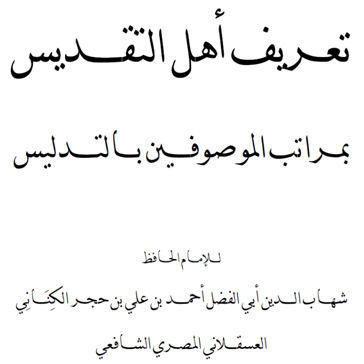 تعريف أهل التقديس
بمراتب الموصوفين بالتدليس
للإمام الحافظ
شهاب الدين أبي الفضل أحمد بن علي بن حجر الكِنَاني
العسقلاني المصري الشافعي